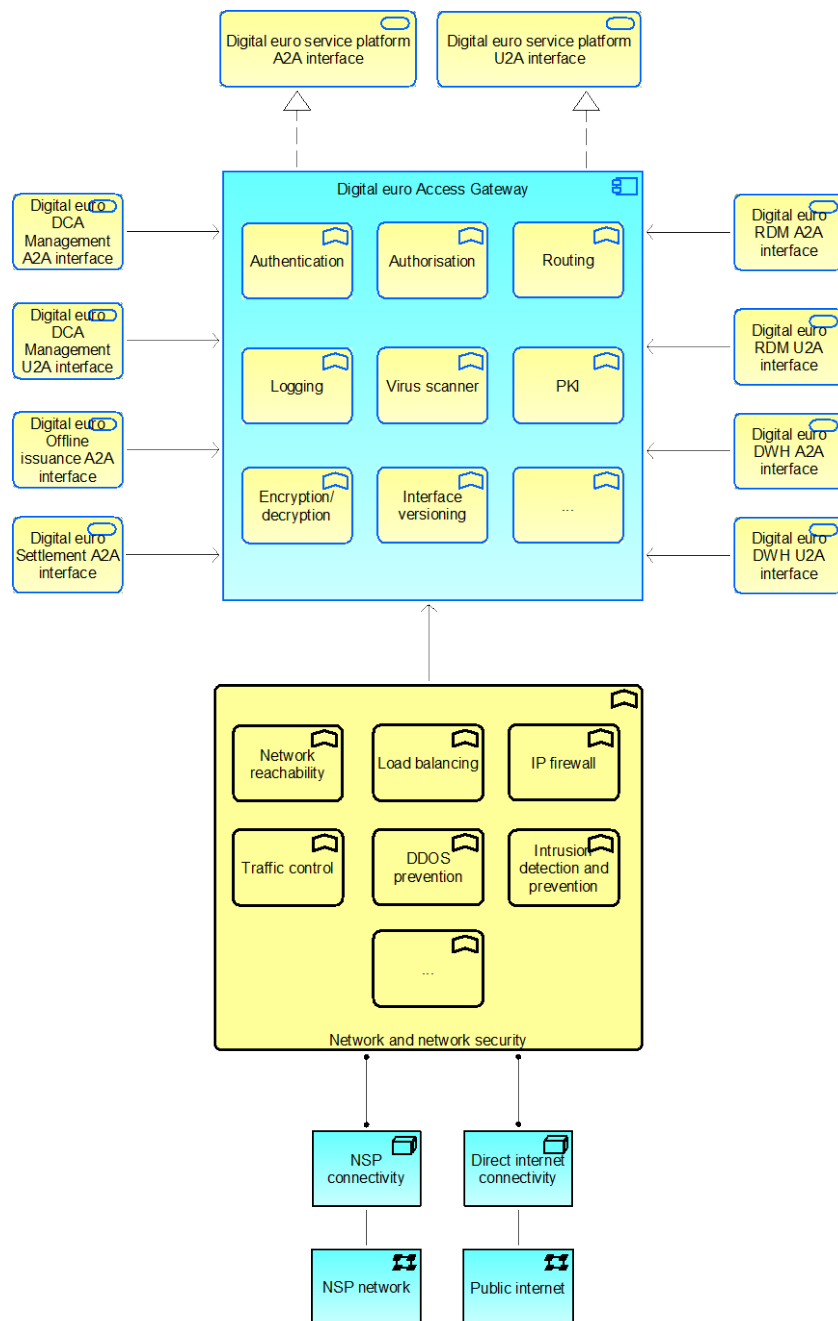 Digital euro service platform
A2A interface
Digital euro service platform
U2A interface
Digital euro Access Gateway
Digital euro
DCA
Management
A2A interface
Authentication
Authorisation
Routing
Digital euro
RDM A2A
interface
Digital euro
DCA
Management
U2A interface
Logging
Virus scanner
PKI
Digital euro
RDM U2A
interface
Digital euro
Offline
issuance A2A
interface
Encryption/
decryption
Interface
versioning
...
Digital euro
DWH A2A
interface
Digital euro
Settlement A2A
interface
Digital euro
DWH U2A
interface
Network
reachability
Load balancing
IP firewall
Traffic control
DDOS
prevention
Intrusion
detection and
prevention
...
Network and network security
NSP
connectivity
Direct internet
connectivity
NSP network
Public internet